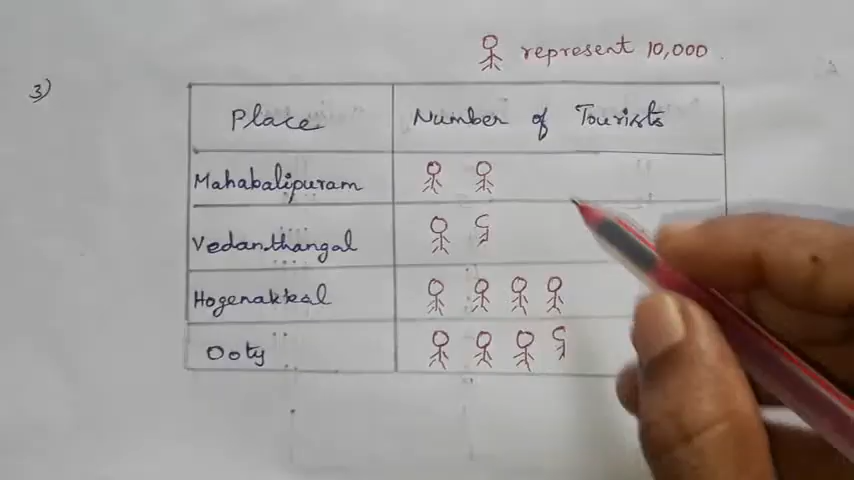 represent 10,000
3)
Place Number of Tourists
Mahabalipuram
Vedanthangal
Hogenakkal
Ooty